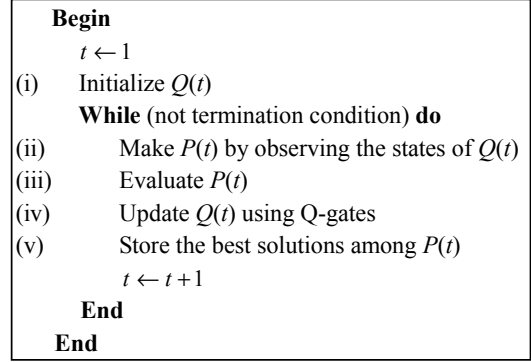 Begin
t ← 1
(i) Initialize Q(t)
While (not termination condition) do
(ii) Make P(t) by observing the states of Q(t)
(iii) Evaluate P(t)
(iv) Update Q(t) using Q-gates
(v) Store the best solutions among P(t)
t ← t + 1
End
End